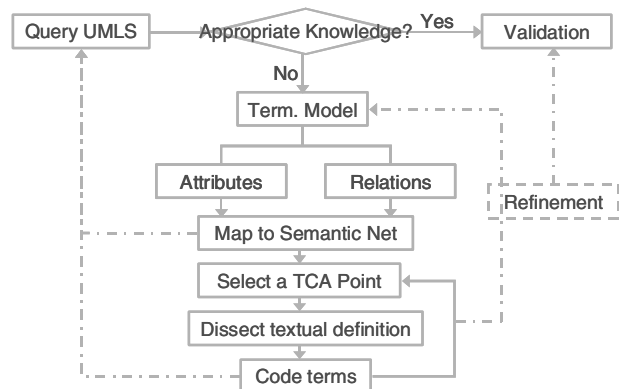 Query UMLS
Appropriate Knowledge?
Yes
Validation
No
Term. Model
Attributes
Relations
Refinement
Map to Semantic Net
Select a TCA Point
Dissect textual definition
Code terms